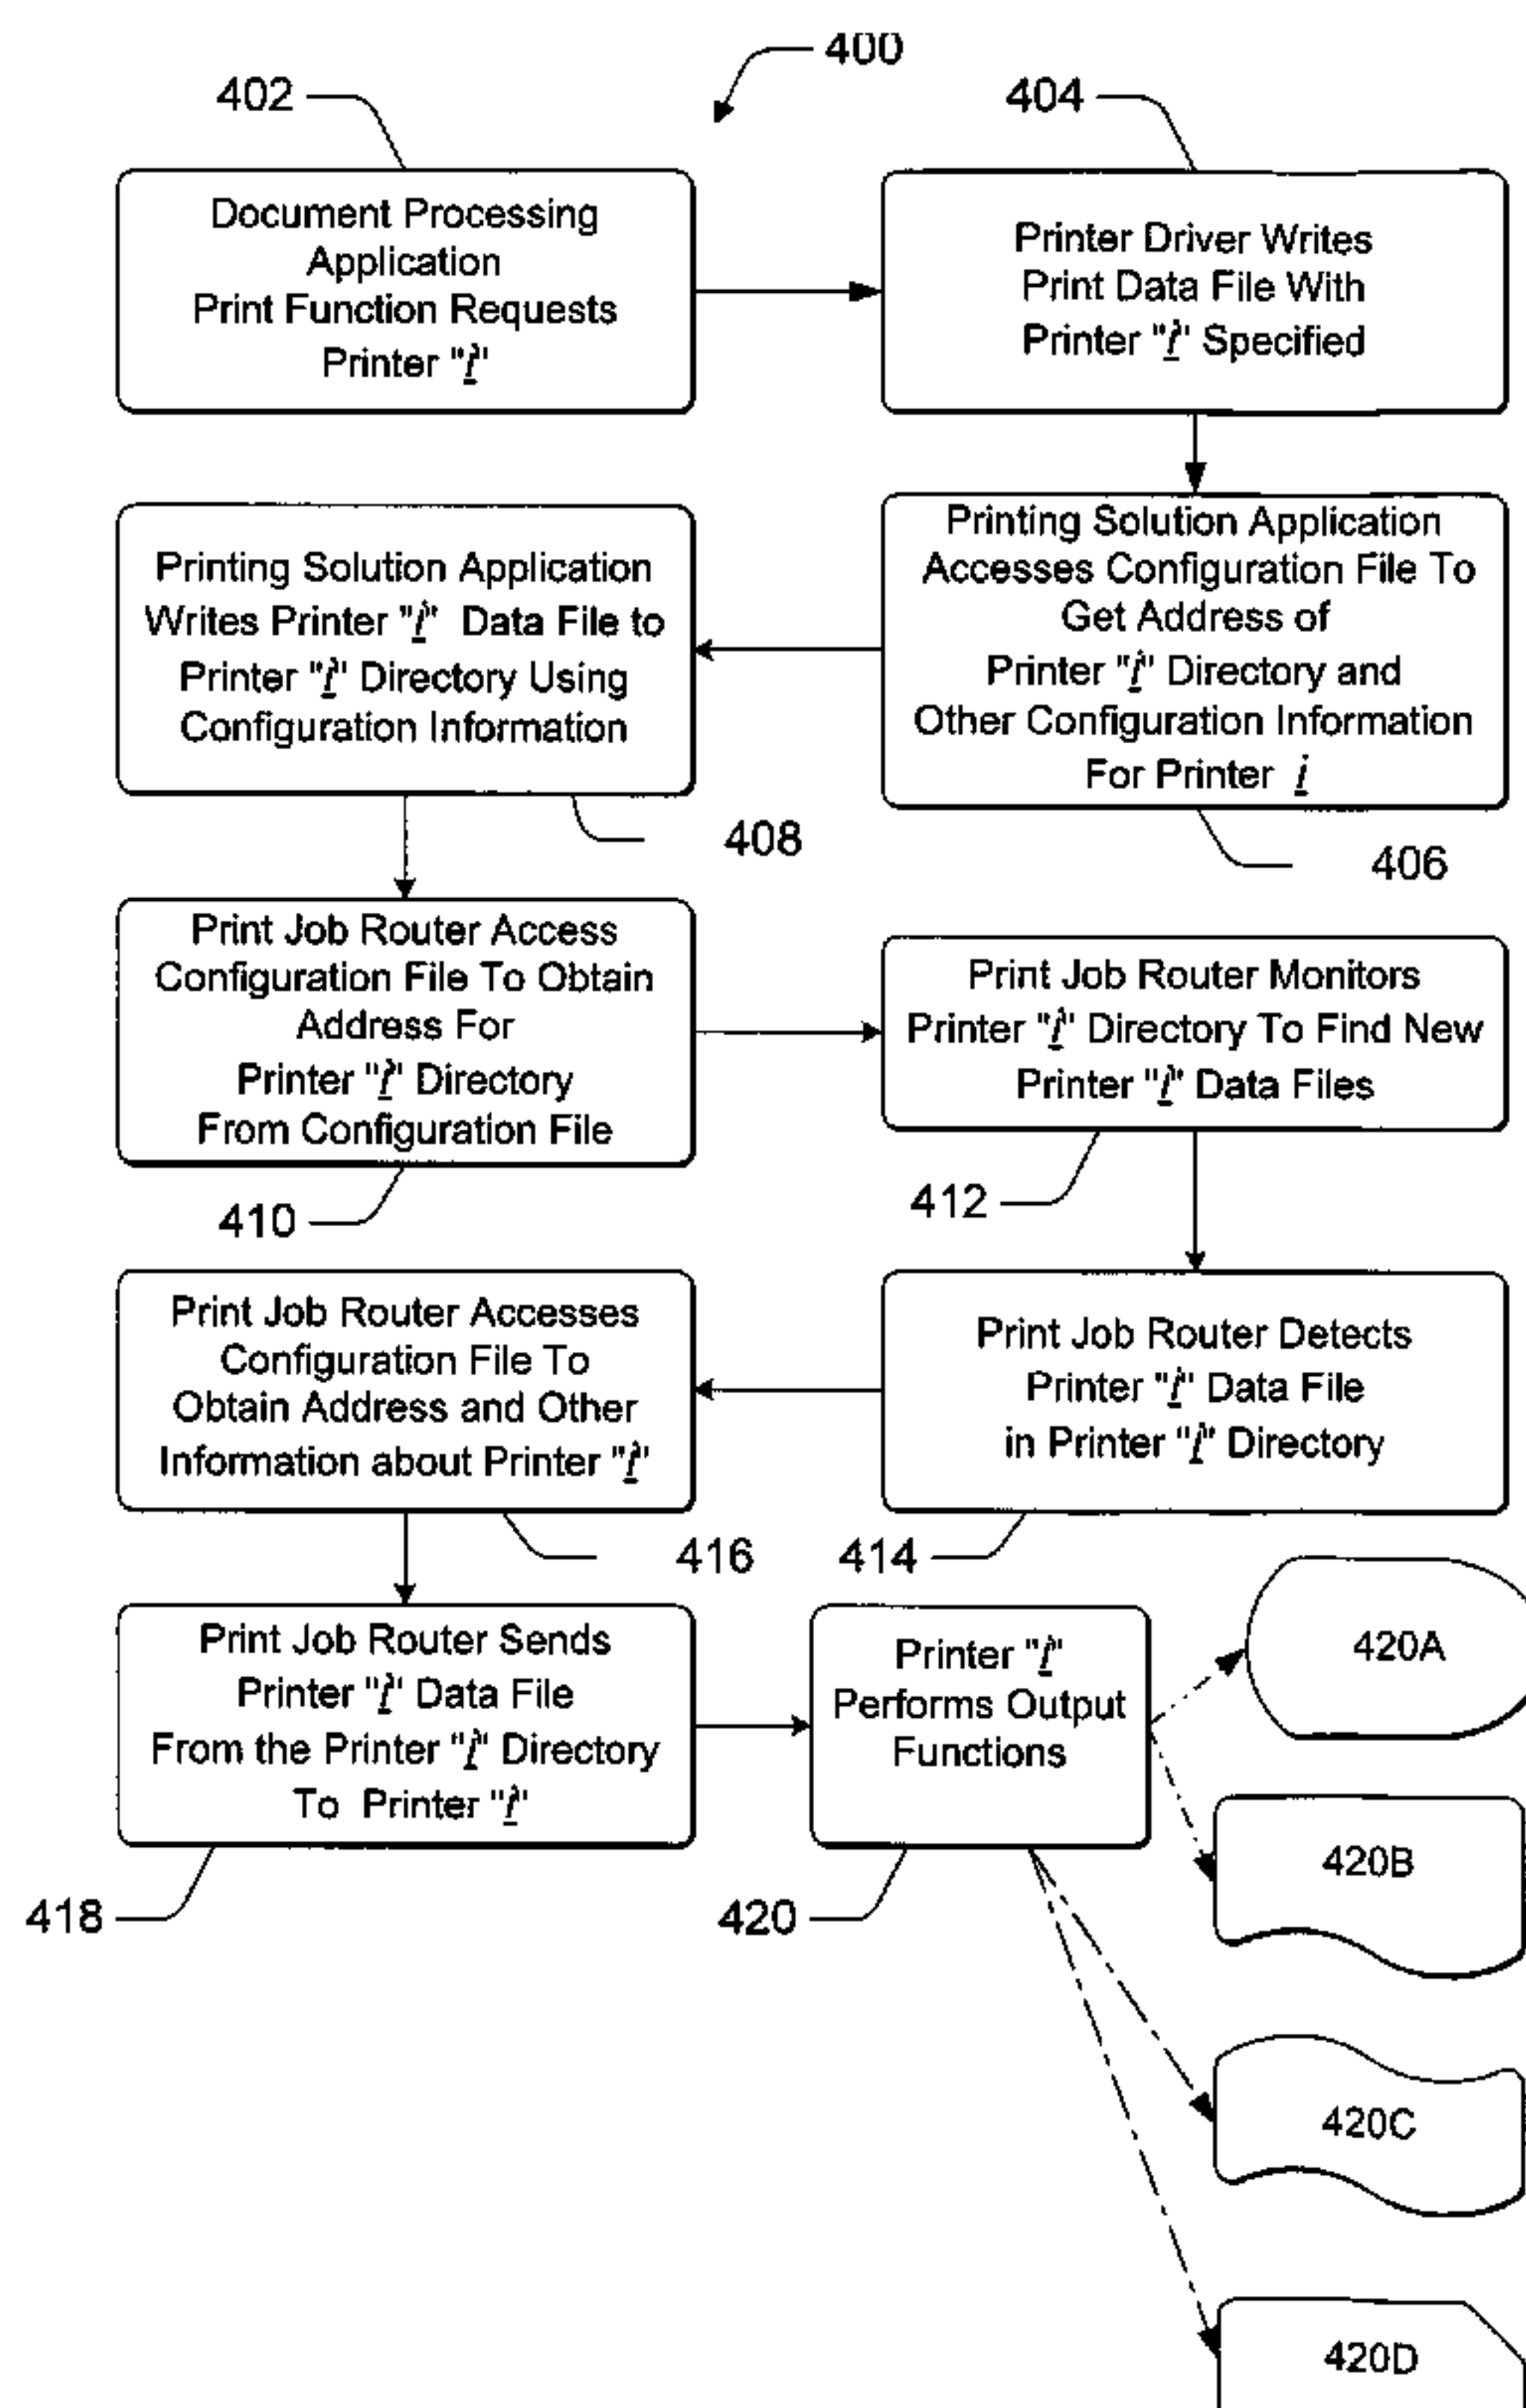 400
402
404
Document Processing
Application
Print Function Requests
Printer "i"
Printer Driver Writes
Print Data File With
Printer "i" Specified
Printing Solution Application
Accesses Configuration File To
Get Address of
Printer "i" Directory and
Other Configuration Information
For Printer i
406
Printing Solution Application
Writes Printer "i" Data File to
Printer "i" Directory Using
Configuration Information
408
Print Job Router Access
Configuration File To Obtain
Address For
Printer "i" Directory
From Configuration File
410
Print Job Router Monitors
Printer "i" Directory To Find New
Printer "i" Data Files
412
Print Job Router Detects
Printer "i" Data File
in Printer "i" Directory
414
Print Job Router Accesses
Configuration File To
Obtain Address and Other
Information about Printer "i"
416
Print Job Router Sends
Printer "i" Data File
From the Printer "i" Directory
To Printer "i"
418
Printer "i"
Performs Output
Functions
420
420A
420B
420C
420D